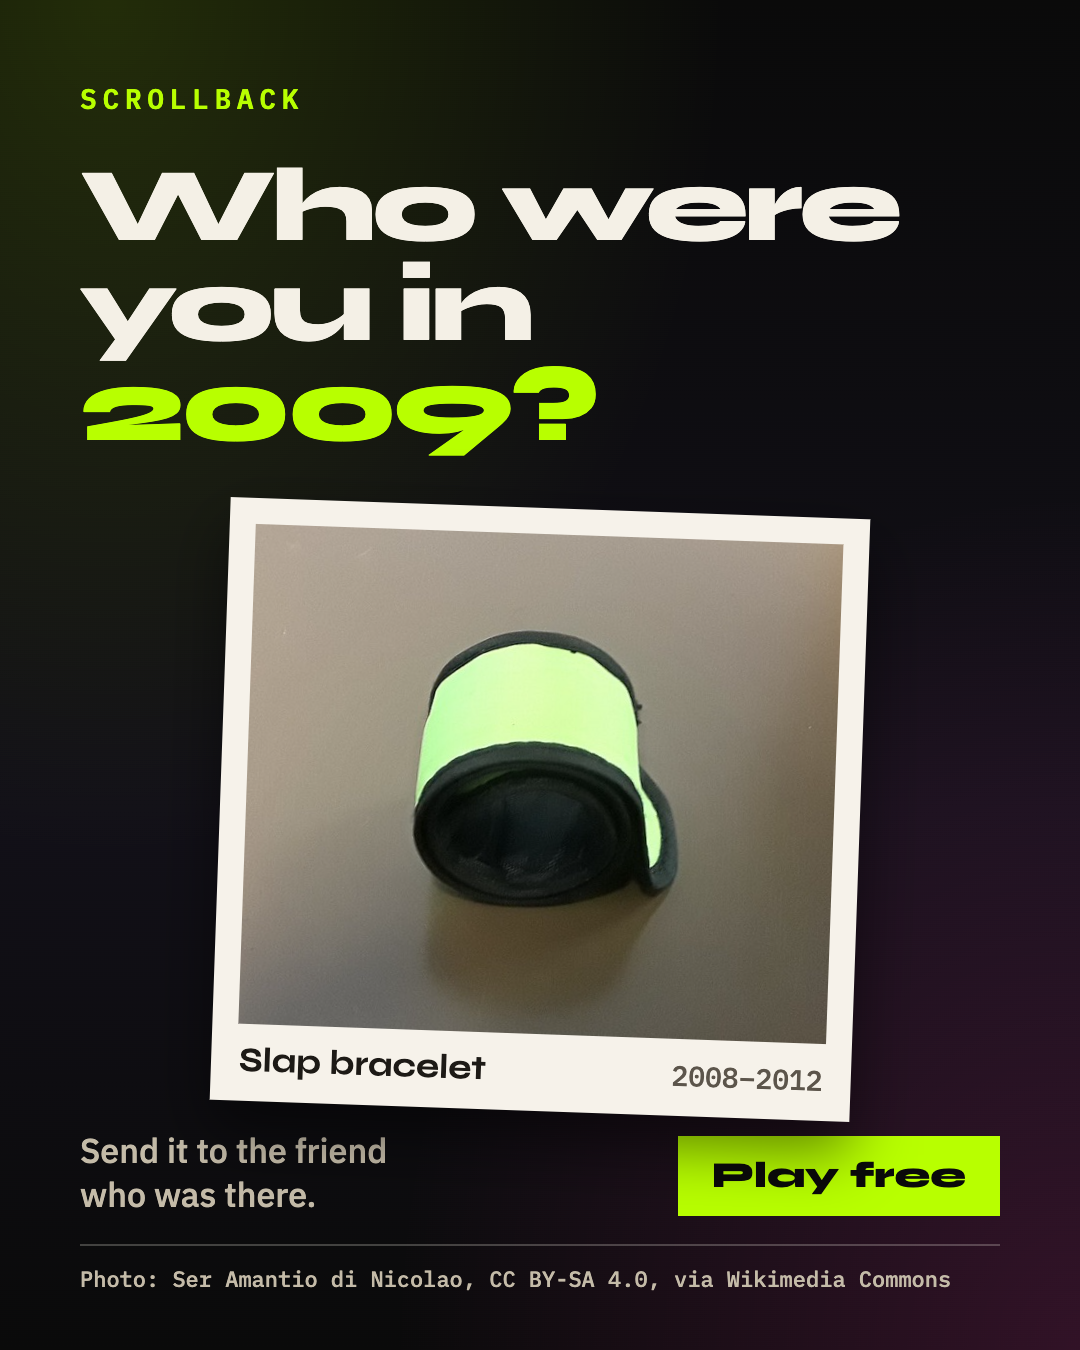 SCROLLBACK
Who were
you in
2009?
Slap bracelet
2008–2012
Send it to the friend
who was there.
Play free
Photo: Ser Amantio di Nicolao, CC BY-SA 4.0, via Wikimedia Commons